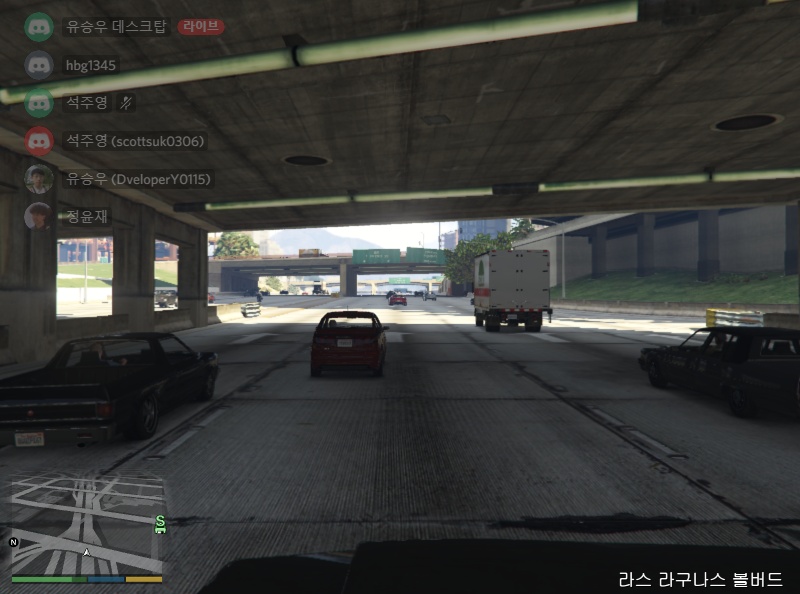 유승우 데스크탑 라이브
hbg1345
석주영
석주영 (scottsuk0306)
유승우 (DveloperY0115)
정윤재
S
N
라스 라구나스 볼버드